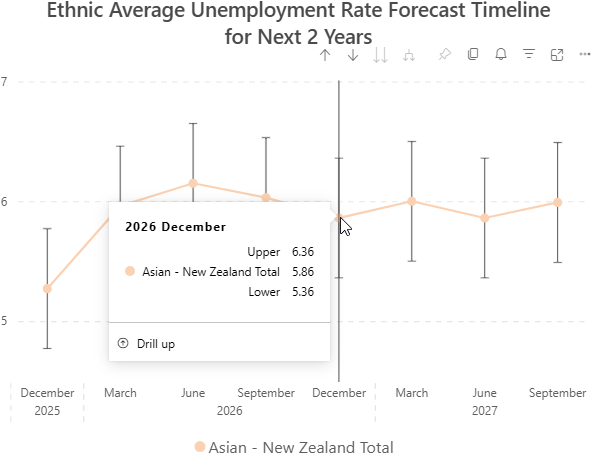 Ethnic Average Unemployment Rate Forecast Timeline
for Next 2 Years
7
6
5
2026 December
Upper 6.36
Asian - New Zealand Total 5.86
Lower 5.36
Drill up
December March June September December March June September
2025 2026 2027
Asian - New Zealand Total